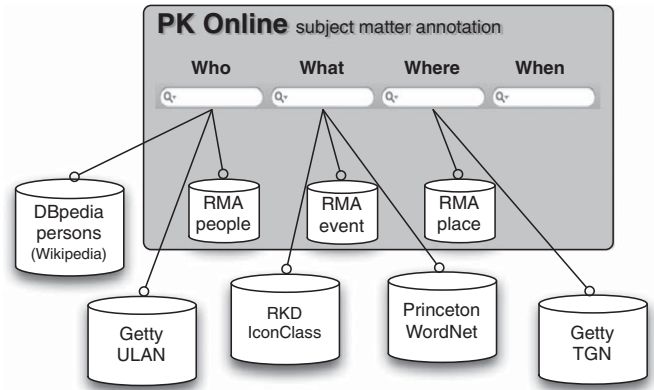 PK Online subject matter annotation
Who What Where When
DBpedia
persons
(Wikipedia)
RMA
people
RMA
event
RMA
place
Getty
ULAN
RKD
IconClass
Princeton
WordNet
Getty
TGN